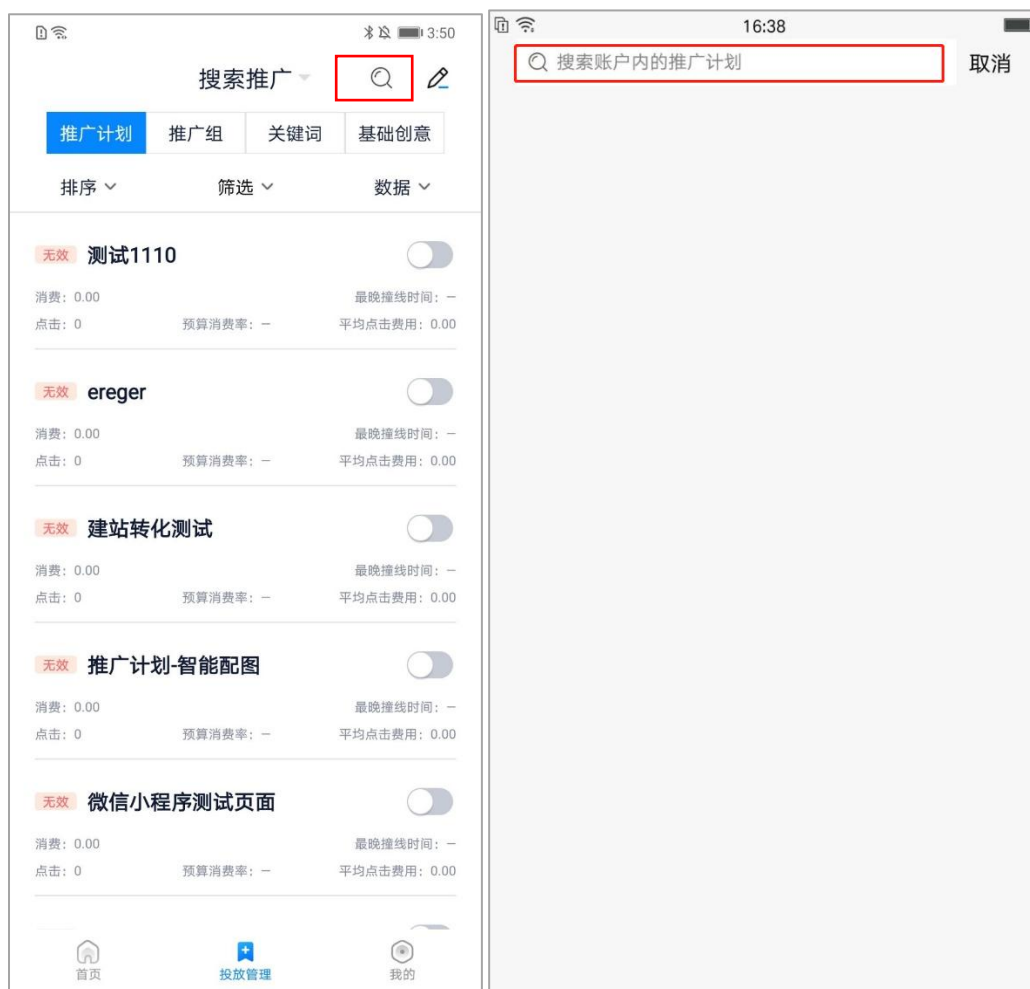 3:50
搜索推广
推广计划 推广组 关键词 基础创意
排序 筛选 数据
无效 测试1110
消费：0.00 最晚撞线时间：—
点击：0 预算消费率：— 平均点击费用：0.00
无效 ereger
消费：0.00 最晚撞线时间：—
点击：0 预算消费率：— 平均点击费用：0.00
无效 建站转化测试
消费：0.00 最晚撞线时间：—
点击：0 预算消费率：— 平均点击费用：0.00
无效 推广计划-智能配图
消费：0.00 最晚撞线时间：—
点击：0 预算消费率：— 平均点击费用：0.00
无效 微信小程序测试页面
消费：0.00 最晚撞线时间：—
点击：0 预算消费率：— 平均点击费用：0.00
首页 投放管理 我的
16:38
搜索账户内的推广计划 取消